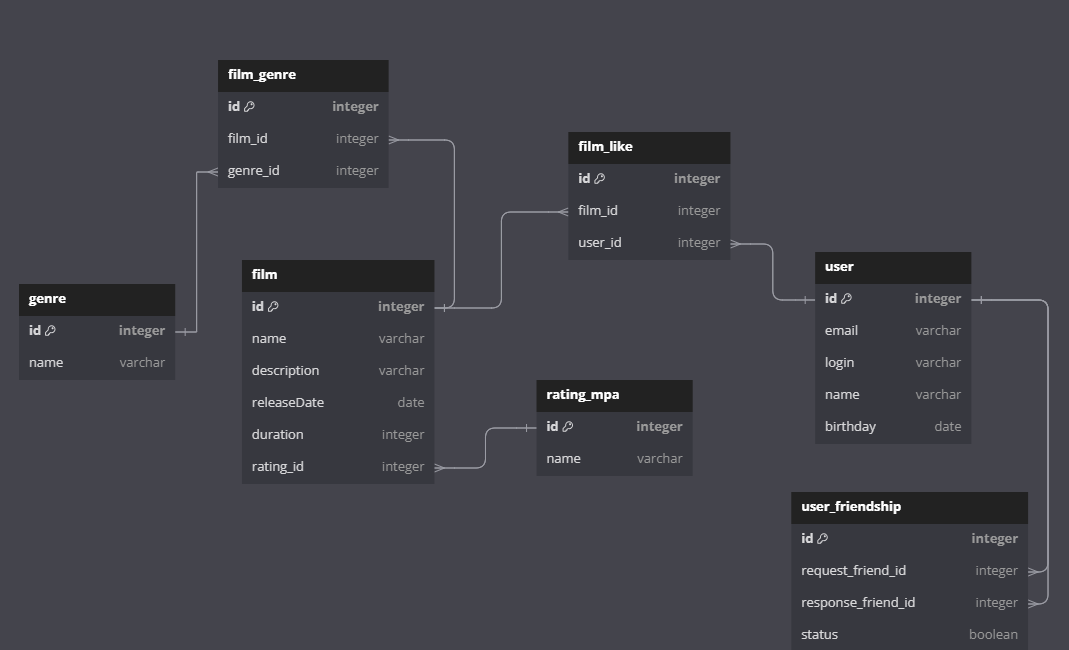 film_genre
id integer
film_id integer
genre_id integer
film_like
id integer
film_id integer
user_id integer
genre
id integer
name varchar
film
id integer
name varchar
description varchar
releaseDate date
duration integer
rating_id integer
rating_mpa
id integer
name varchar
user
id integer
email varchar
login varchar
name varchar
birthday date
user_friendship
id integer
request_friend_id integer
response_friend_id integer
status boolean